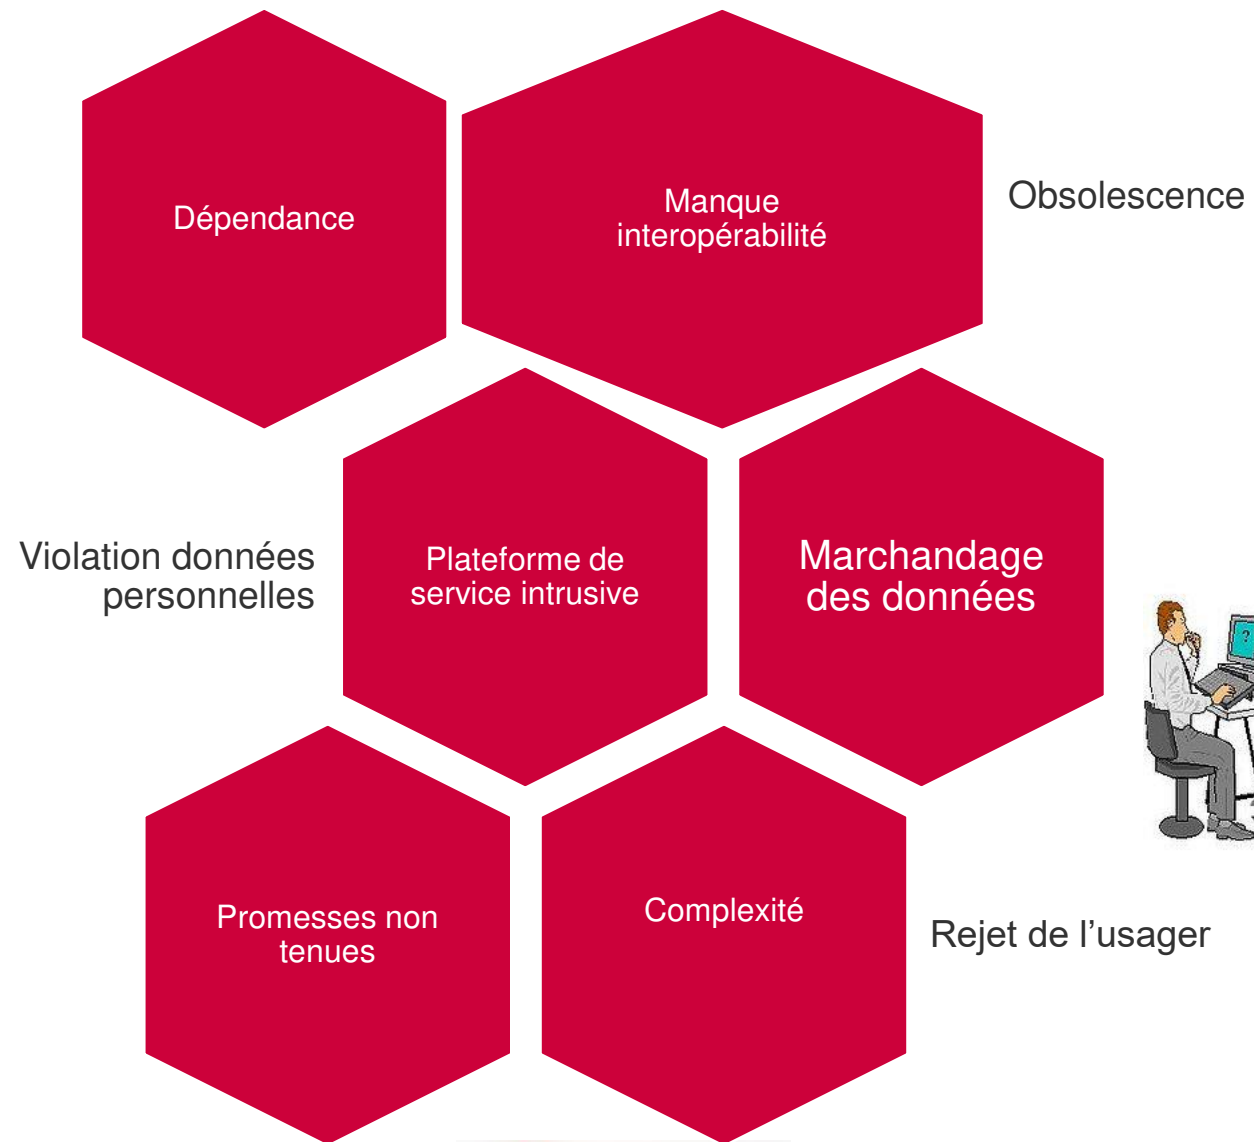 Dépendance
Manque
interopérabilité
Obsolescence
Violation données
personnelles
Plateforme de
service intrusive
Marchandage
des données
?
Promesses non
tenues
Complexité
Rejet de l’usager